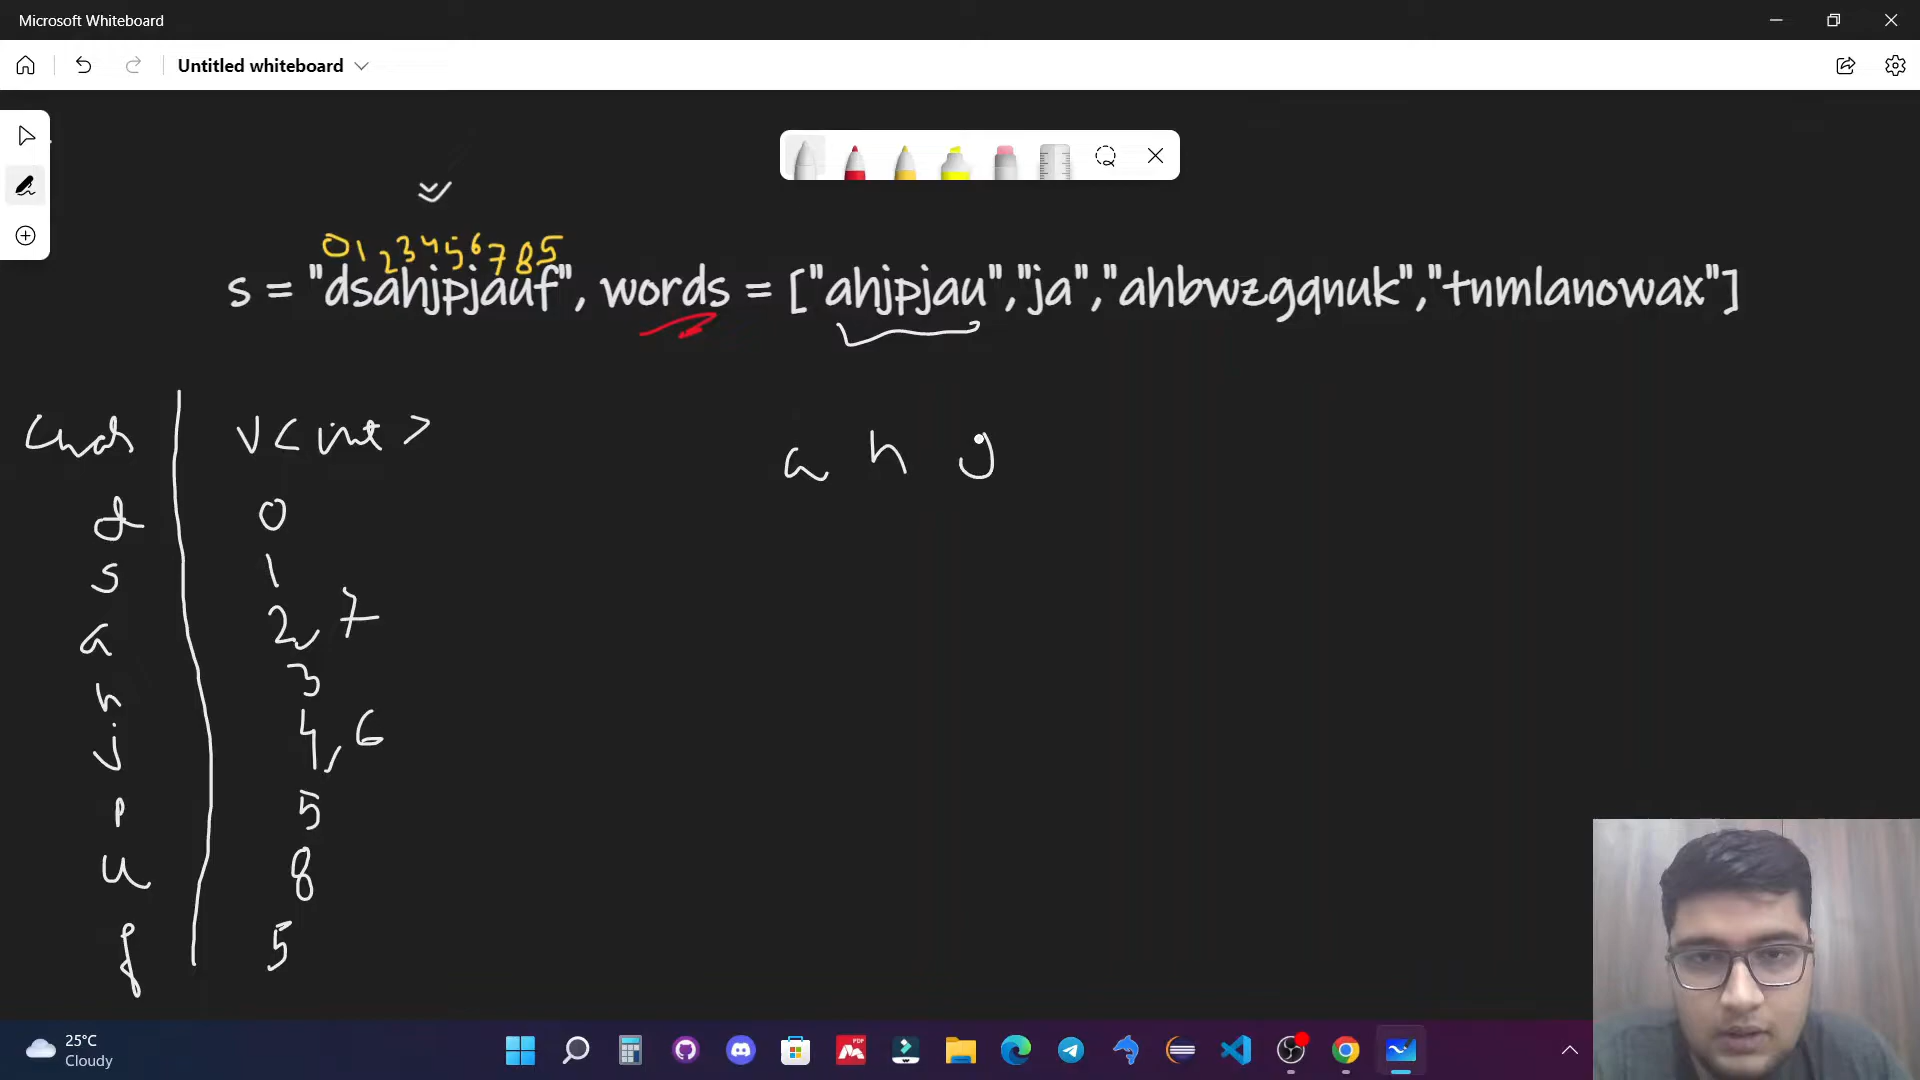 Microsoft Whiteboard
Untitled whiteboard
0 1 2 3 4 5 6 7 8 5
s = "dsahjpjauf", words = ["ahjpjau","ja","ahbwzgqnuk","tnmlanowax"]
V< int >
a h j
d 0
s 1
a 2, 7
h 3
j 4, 6
p 5
u 8
f 5
25°C
Cloudy